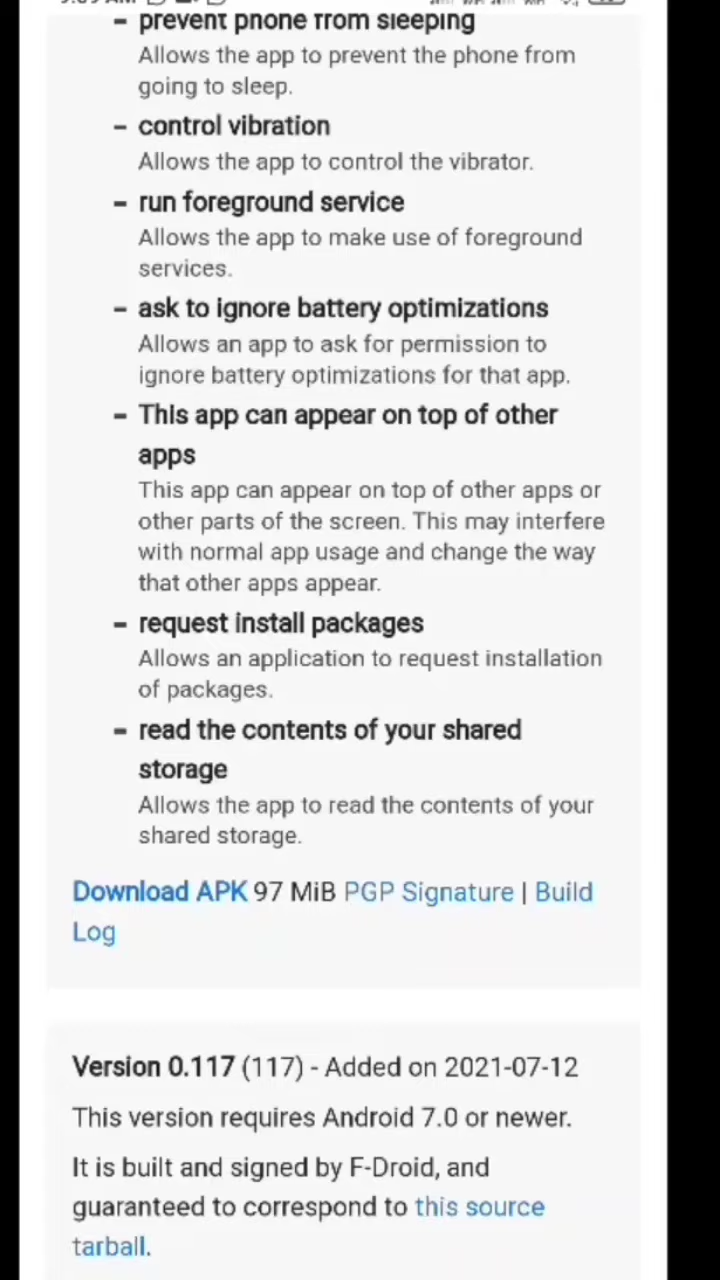 – prevent phone from sleeping
Allows the app to prevent the phone from
going to sleep.
– control vibration
Allows the app to control the vibrator.
– run foreground service
Allows the app to make use of foreground
services.
– ask to ignore battery optimizations
Allows an app to ask for permission to
ignore battery optimizations for that app.
– This app can appear on top of other
apps
This app can appear on top of other apps or
other parts of the screen. This may interfere
with normal app usage and change the way
that other apps appear.
– request install packages
Allows an application to request installation
of packages.
– read the contents of your shared
storage
Allows the app to read the contents of your
shared storage.
Download APK 97 MiB PGP Signature | Build
Log
Version 0.117 (117) - Added on 2021-07-12
This version requires Android 7.0 or newer.
It is built and signed by F-Droid, and
guaranteed to correspond to this source
tarball.